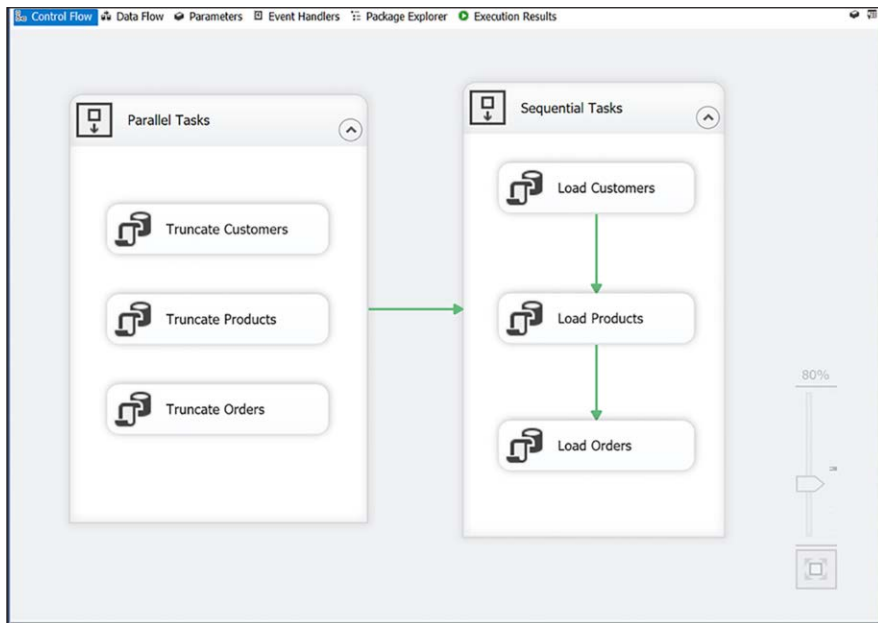 Control Flow Data Flow Parameters Event Handlers Package Explorer Execution Results
Parallel Tasks
Truncate Customers
Truncate Products
Truncate Orders
Sequential Tasks
Load Customers
Load Products
Load Orders
80%